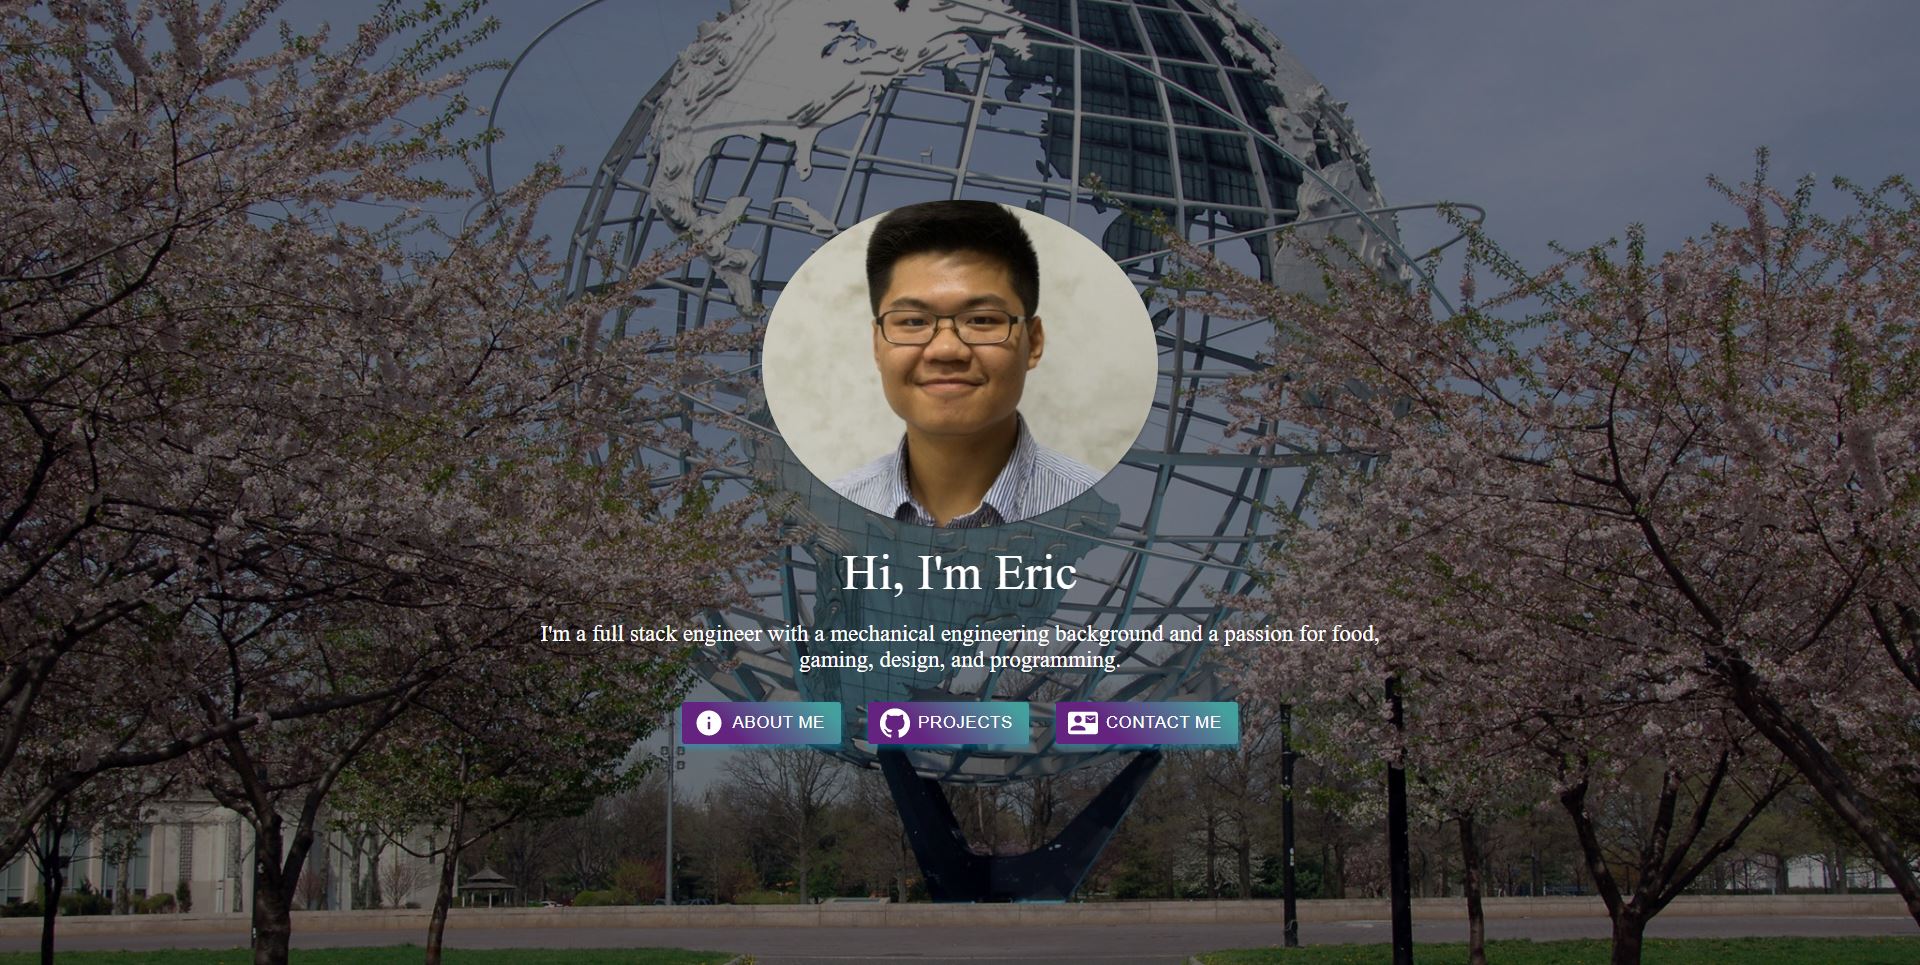 Hi, I'm Eric
I'm a full stack engineer with a mechanical engineering background and a passion for food,
gaming, design, and programming.
ABOUT ME
PROJECTS
CONTACT ME